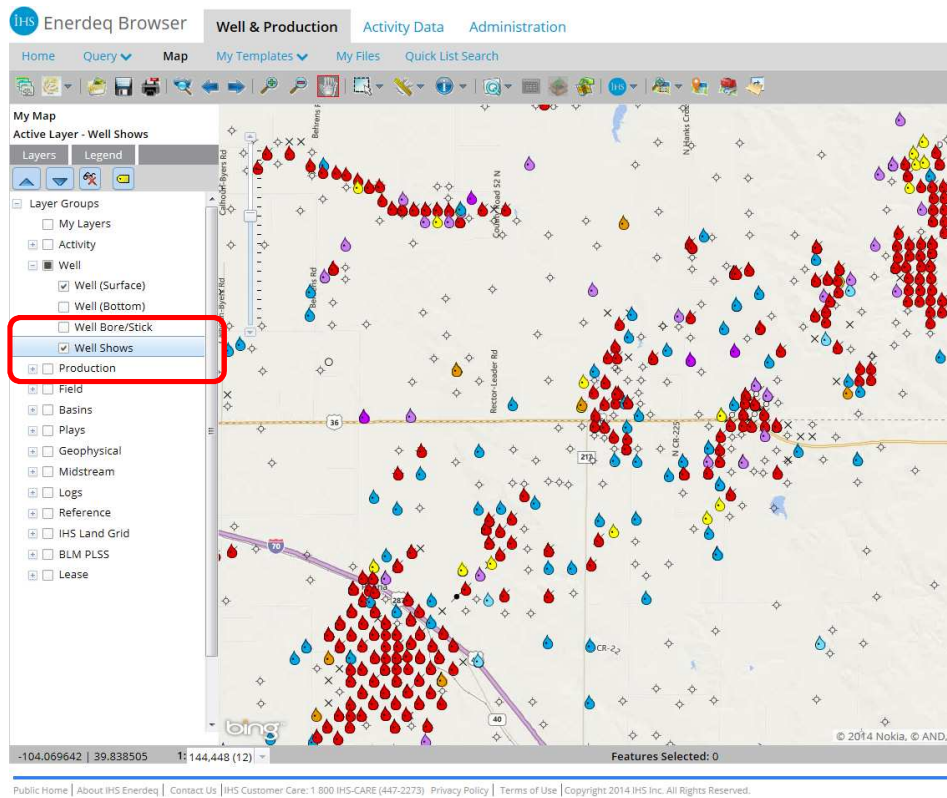 IHS Enerdeq Browser Well & Production Activity Data Administration
Home Query Map My Templates My Files Quick List Search
My Map
Active Layer - Well Shows
Layers Legend
Layer Groups
My Layers
Activity
Well
Well (Surface)
Well (Bottom)
Well Bore/Stick
Well Shows
Production
Field
Basins
Plays
Geophysical
Midstream
Logs
Reference
IHS Land Grid
BLM PLSS
Lease
Calhoun-Byers Rd
Behrens
County Road 52 N
N Hanks
Rector-Leader Rd
N CR-225
36
217
70
287
40
bing
© 2014 Nokia, © AND,
-104.069642 | 39.838505 1: 144,448 (12) Features Selected: 0
Public Home | About IHS Enerdeq | Contact Us | IHS Customer Care: 1 800 IHS-CARE (447-2273) Privacy Policy | Terms of Use | Copyright 2014 IHS Inc. All Rights Reserved.